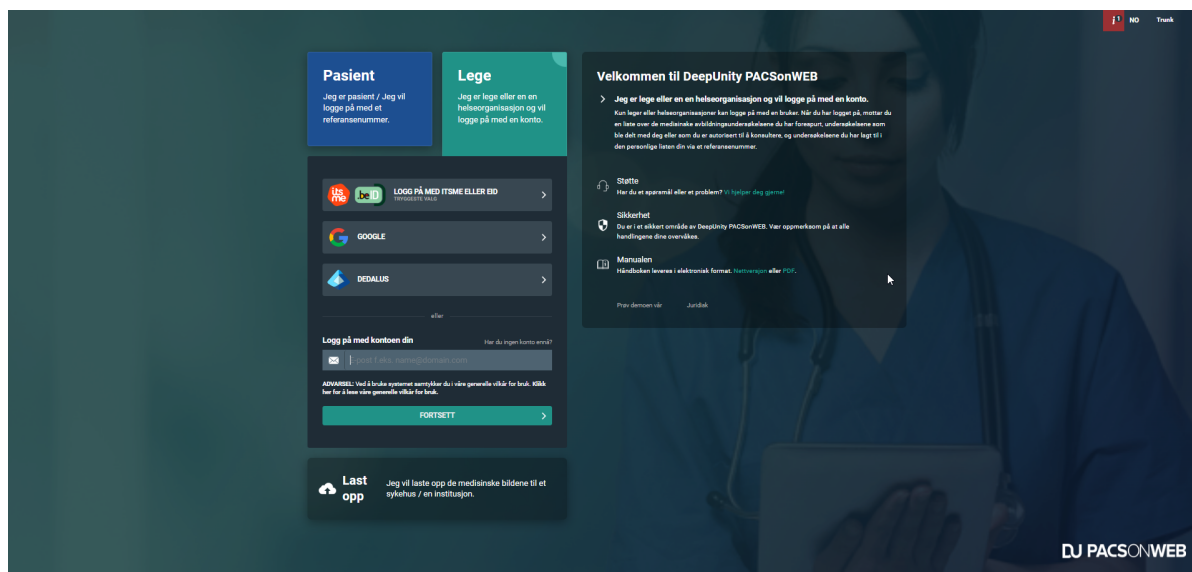 i 1 NO Trunk
Pasient
Jeg er pasient / Jeg vil
logge på med et
referansenummer.
Lege
Jeg er lege eller en en
helseorganisasjon og vil
logge på med en konto.
its
me
.beID
LOGG PÅ MED ITSME ELLER EID
TRYGGESTE VALG
GOOGLE
DEDALUS
eller
Logg på med kontoen din
Har du ingen konto ennå?
-post f.eks. name@domain.com
ADVARSEL: Ved å bruke systemet samtykker du i våre generelle vilkår for bruk. Klikk
her for å lese våre generelle vilkår for bruk.
FORTSETT
Last
opp
Jeg vil laste opp de medisinske bildene til et
sykehus / en institusjon.
Velkommen til DeepUnity PACSonWEB
Jeg er lege eller en en helseorganisasjon og vil logge på med en konto.
Kun leger eller helseorganisasjoner kan logge på med en bruker. Når du har logget på, mottar du
en liste over de medisinske avbildningsundersøkelsene du har forespurt, undersøkelsene som
ble delt med deg eller som du er autorisert til å konsultere, og undersøkelsene du har lagt til i
den personlige listen din via et referansenummer.
Støtte
Har du et spørsmål eller et problem? Vi hjelper deg gjerne!
Sikkerhet
Du er i et sikkert område av DeepUnity PACSonWEB. Vær oppmerksom på at alle
handlingene dine overvåkes.
Manualen
Håndboken leveres i elektronisk format. Nettversjon eller PDF.
Prøv demoen vår
Juridisk
DU PACSONWEB